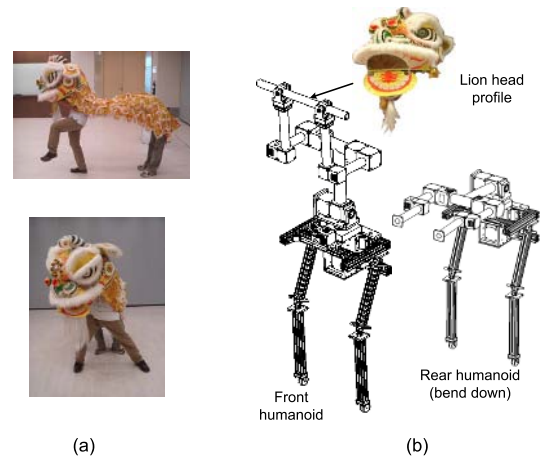 Lion head
profile
Front
humanoid
Rear humanoid
(bend down)
(a)
(b)